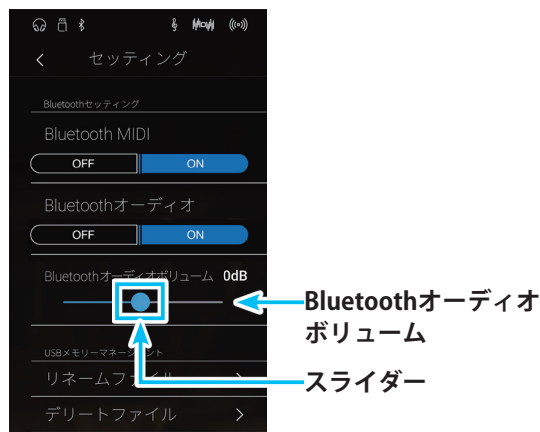 セッティング
Bluetoothセッティング
Bluetooth MIDI
OFF ON
Bluetoothオーディオ
OFF ON
Bluetoothオーディオボリューム 0dB
Bluetoothオーディオ
ボリューム
USBメモリーマネージメント
リネームファイル
スライダー
デリートファイル